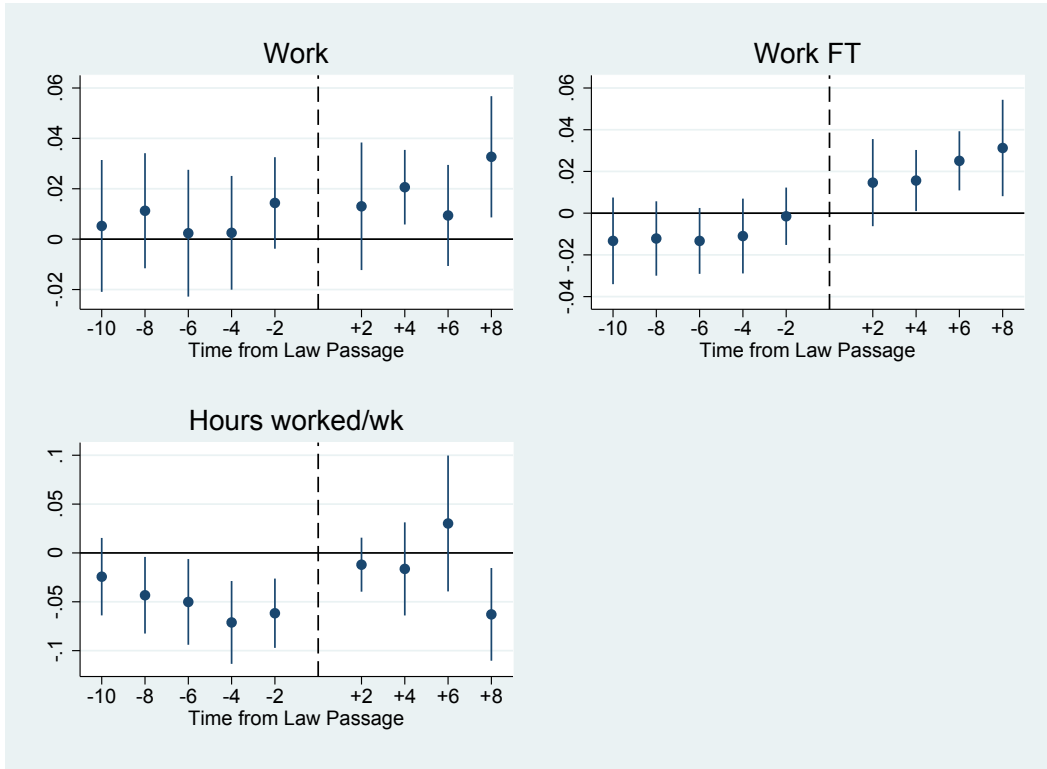 Work
.06
.04
.02
0
-.02
-10 -8 -6 -4 -2 +2 +4 +6 +8
Time from Law Passage
Work FT
.06
.04
.02
0
-.02
-.04
-10 -8 -6 -4 -2 +2 +4 +6 +8
Time from Law Passage
Hours worked/wk
.1
.05
0
-.05
-.1
-10 -8 -6 -4 -2 +2 +4 +6 +8
Time from Law Passage